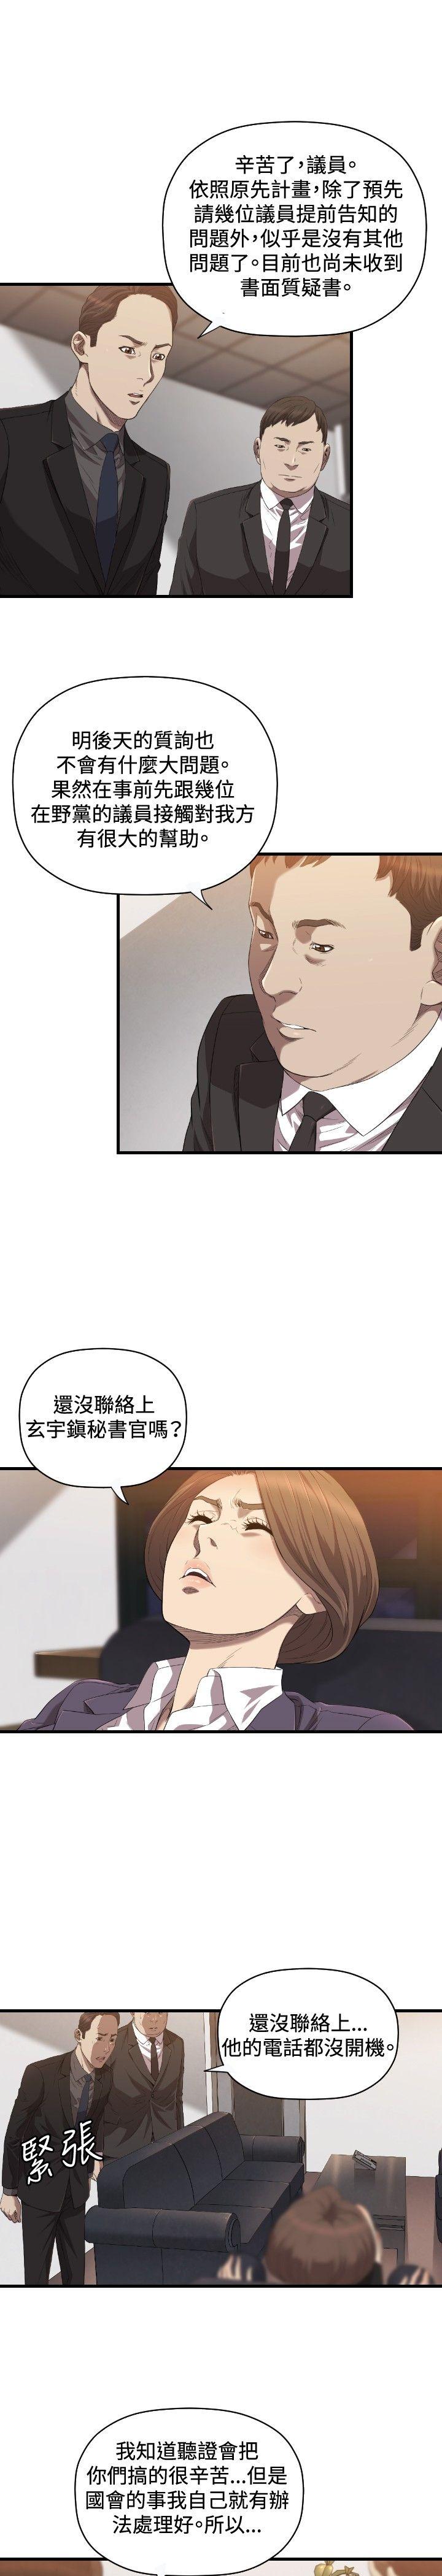 辛苦了，議員。
依照原先計畫，除了預先
請幾位議員提前告知的
問題外，似乎是沒有其他
問題了。目前也尚未收到
書面質疑書。
明後天的質詢也
不會有什麼大問題。
果然在事前先跟幾位
在野黨的議員接觸對我方
有很大的幫助。
還沒聯絡上
玄宇鎭秘書官嗎？
還沒聯絡上...
他的電話都沒開機。
緊張
我知道聽證會把
你們搞的很辛苦...但是
國會的事我自己就有辦
法處理好。所以...